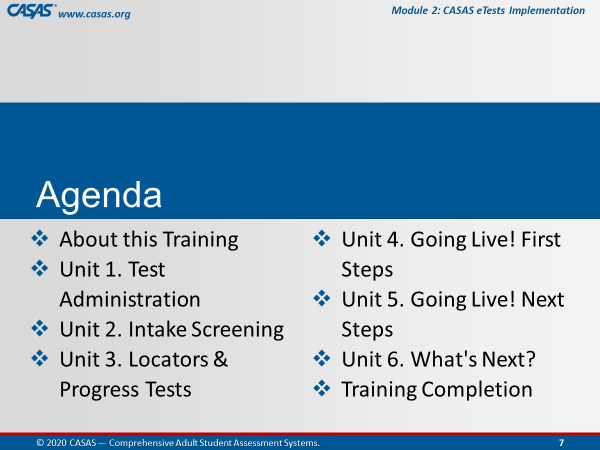 CASAS® www.casas.org
Module 2: CASAS eTests Implementation
Agenda
❖ About this Training
❖ Unit 1. Test
Administration
❖ Unit 2. Intake Screening
❖ Unit 3. Locators &
Progress Tests
❖ Unit 4. Going Live! First
Steps
❖ Unit 5. Going Live! Next
Steps
❖ Unit 6. What's Next?
❖ Training Completion
© 2020 CASAS — Comprehensive Adult Student Assessment Systems.
7